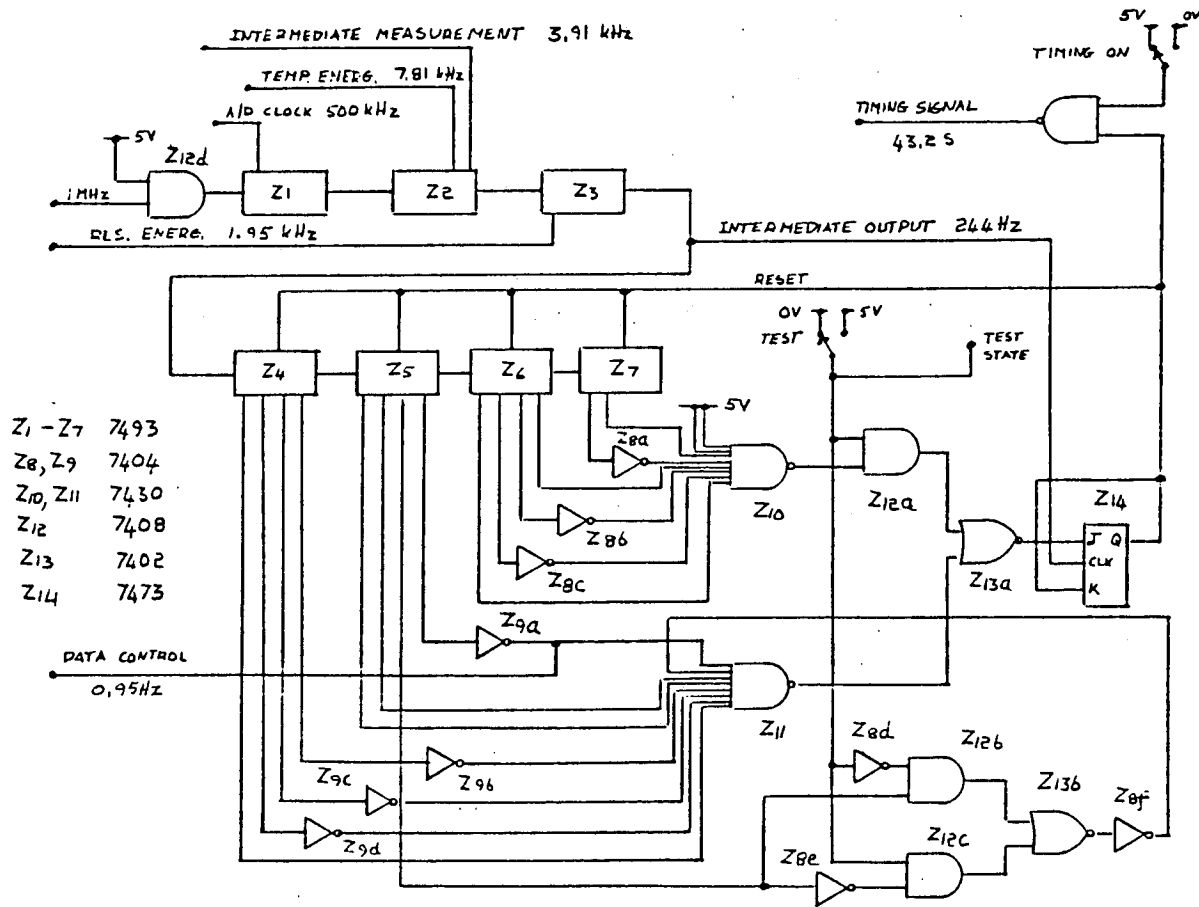 INTERMEDIATE MEASUREMENT 3,91 kHz
TEMP. ENERG. 7.81 kHz
A/D CLOCK 500 kHz
5V
Z12d
1 MHz
Z1
Z2
Z3
RLS. ENERG. 1.95 kHz
5V 0V
TIMING ON
TIMING SIGNAL
43.2 S
INTERMEDIATE OUTPUT 244 Hz
RESET
0V 5V
TEST
TEST STATE
Z4
Z5
Z6
Z7
5V
Z8a
Z10
Z12a
Z8b
Z8c
Z13a
Z14
J Q
CLK
K
Z1 - Z7 7493
Z8, Z9 7404
Z10, Z11 7430
Z12 7408
Z13 7402
Z14 7473
Z9a
DATA CONTROL
0,95Hz
Z11
Z9b
Z9c
Z9d
Z8d
Z12b
Z13b
Z8f
Z8e
Z12c